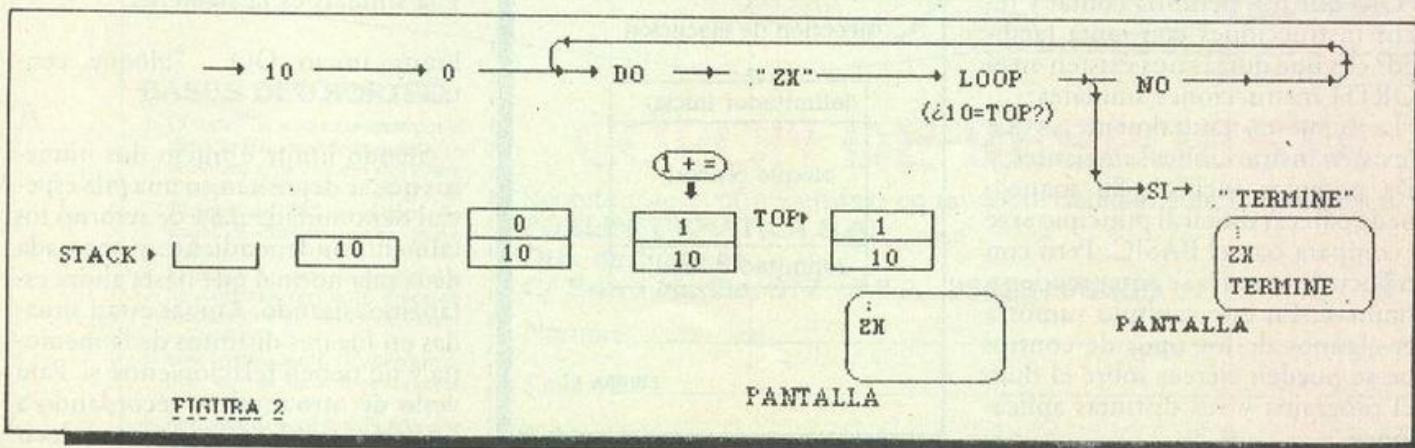 10 0 DO ." ZX" LOOP NO
(¿10=TOP?)
1 + =
SI
TERMINE"
STACK 10
0
10
1
10
TOP
1
10
ZX
TERMINE
PANTALLA
ZX
PANTALLA
FIGURA 2